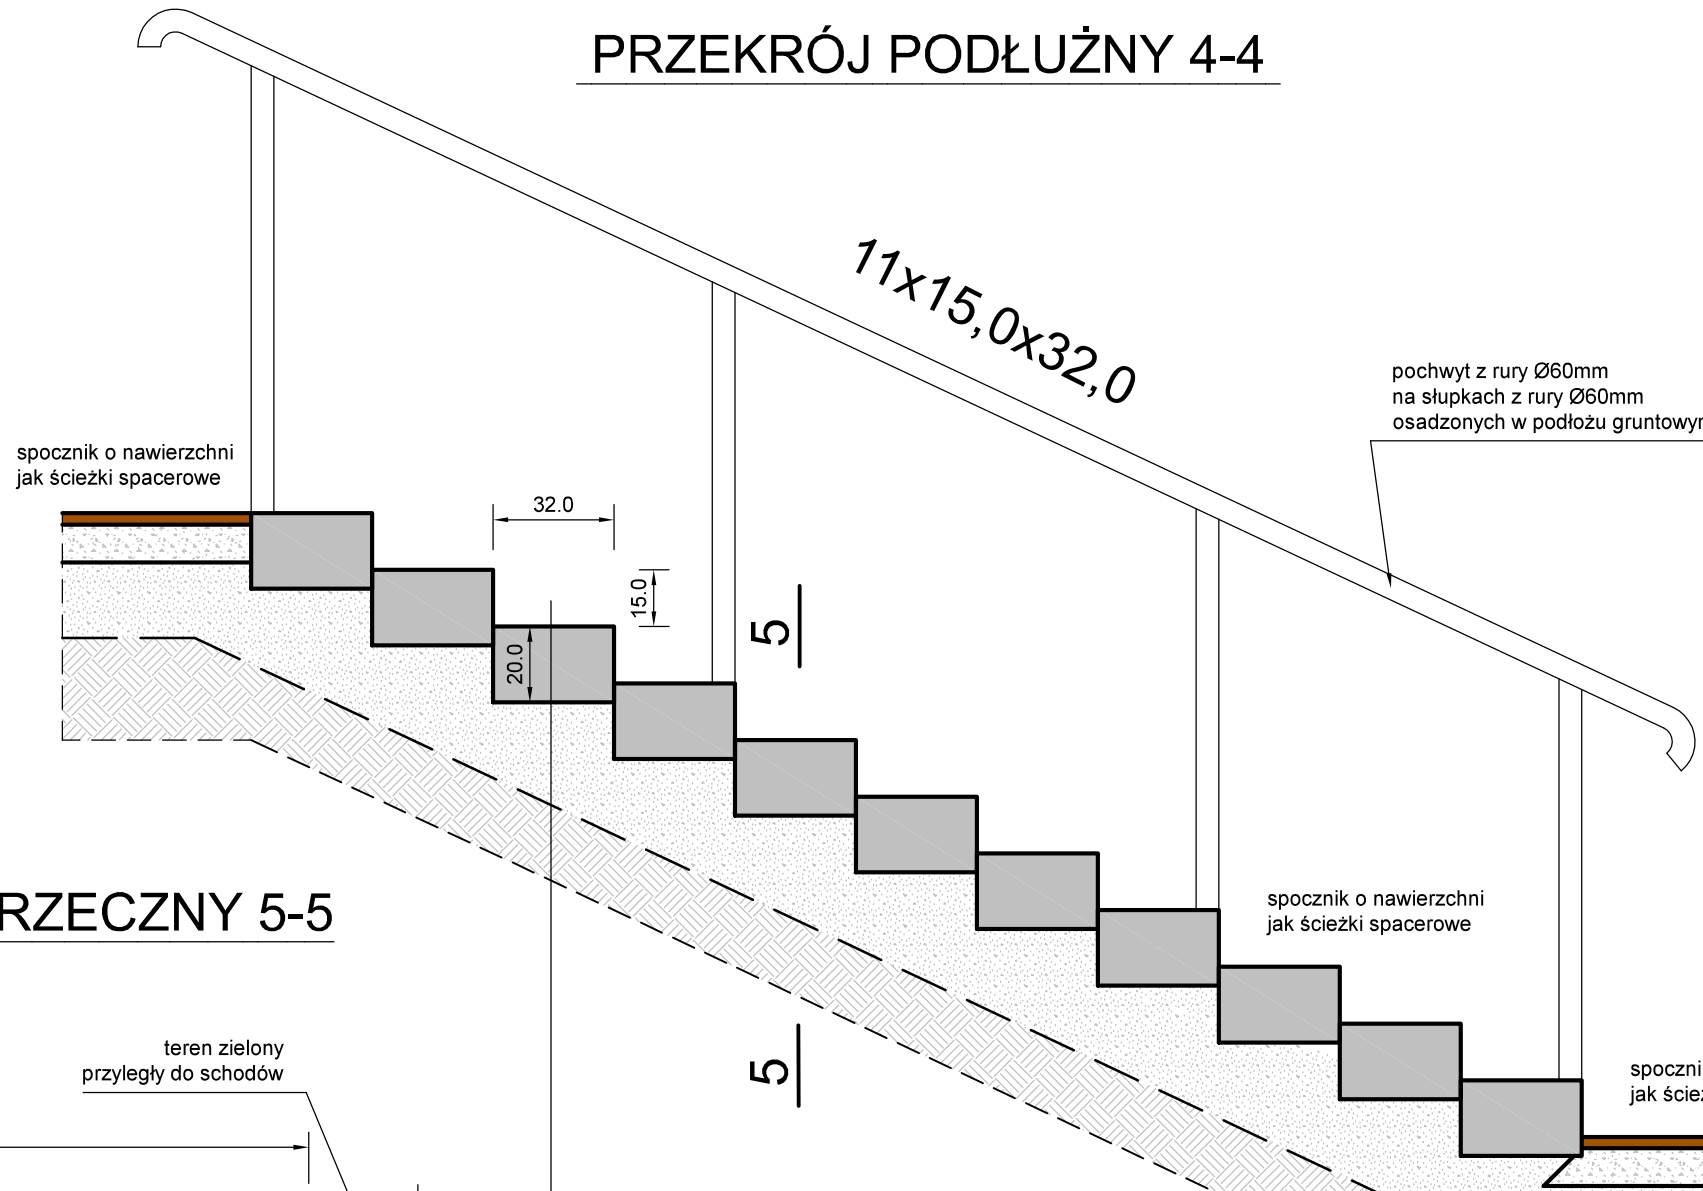 PRZEKRÓJ PODŁUŻNY 4-4
11x15,0x32,0
pochwyt z rury Ø60mm
na słupkach z rury Ø60mm
osadzonych w podłożu
spocznik o nawierzchni
jak ścieżki spacerowe
32.0
15.0
20.0
5
spocznik o nawierzchni
jak ścieżki spacerowe
5-5
5
teren zielony
przyległy do schodów
jak